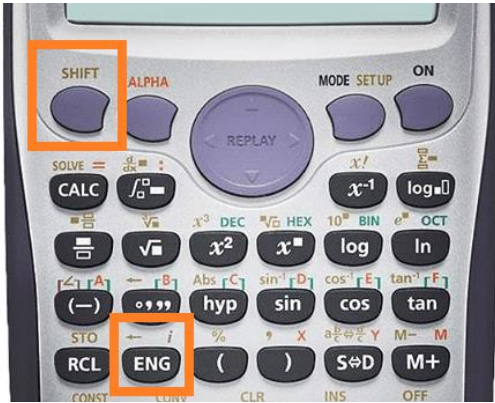 SHIFT ALPHA MODE SETUP ON
REPLAY
SOLVE = d/dx : x! Σ
CALC ∫ x⁻¹ log
³√ x³ DEC √ HEX 10 BIN e OCT
√ x² x log ln
∠ A ← B Abs C sin⁻¹ D cos⁻¹ E tan⁻¹ F
(−) hyp sin cos tan
STO ← i % , X a b/c ⇔ d/c Y M− M
RCL ENG ( ) S⇔D M+
CONST CONV CLR INS OFF